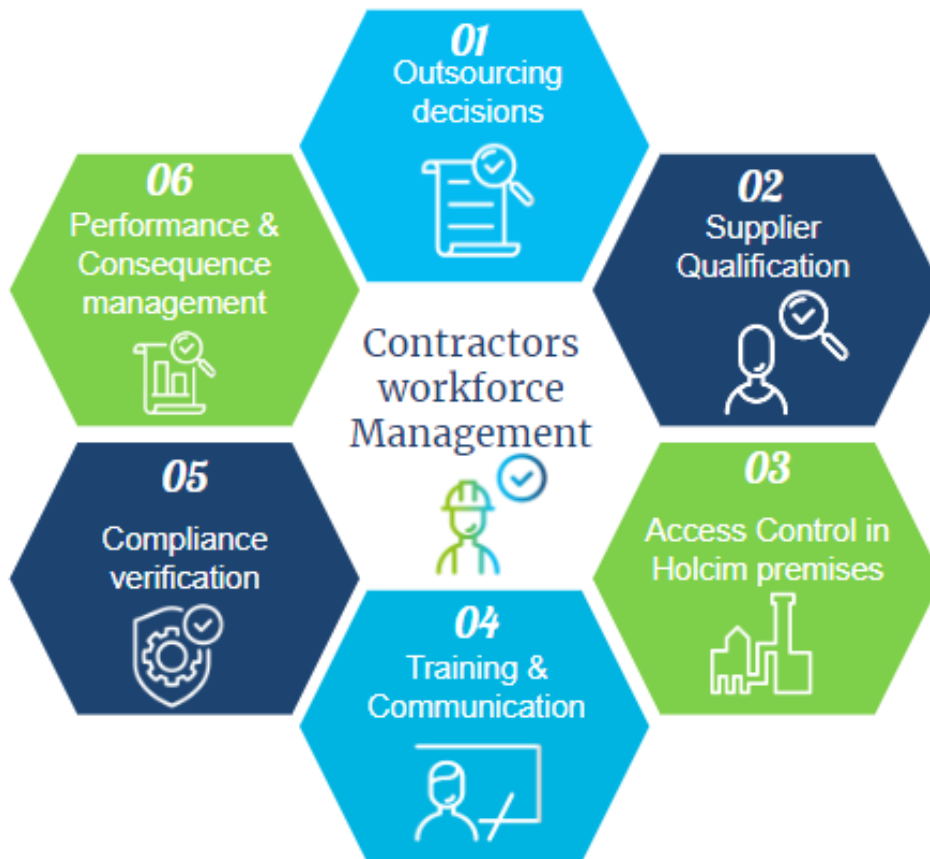 01
Outsourcing
decisions
02
Supplier
Qualification
03
Access Control in
Holcim premises
04
Training &
Communication
05
Compliance
verification
06
Performance &
Consequence
management
Contractors
workforce
Management